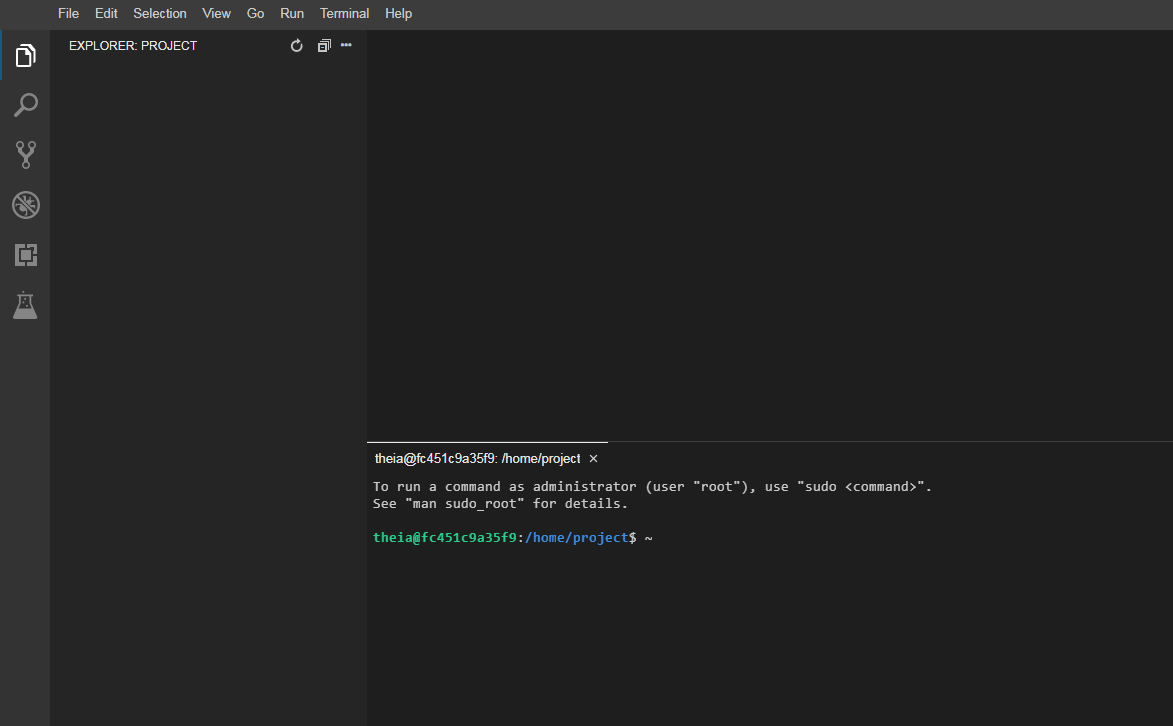 File Edit Selection View Go Run Terminal Help
EXPLORER: PROJECT
theia@fc451c9a35f9: /home/project
To run a command as administrator (user "root"), use "sudo <command>".
See "man sudo_root" for details.
theia@fc451c9a35f9:/home/project$ ~